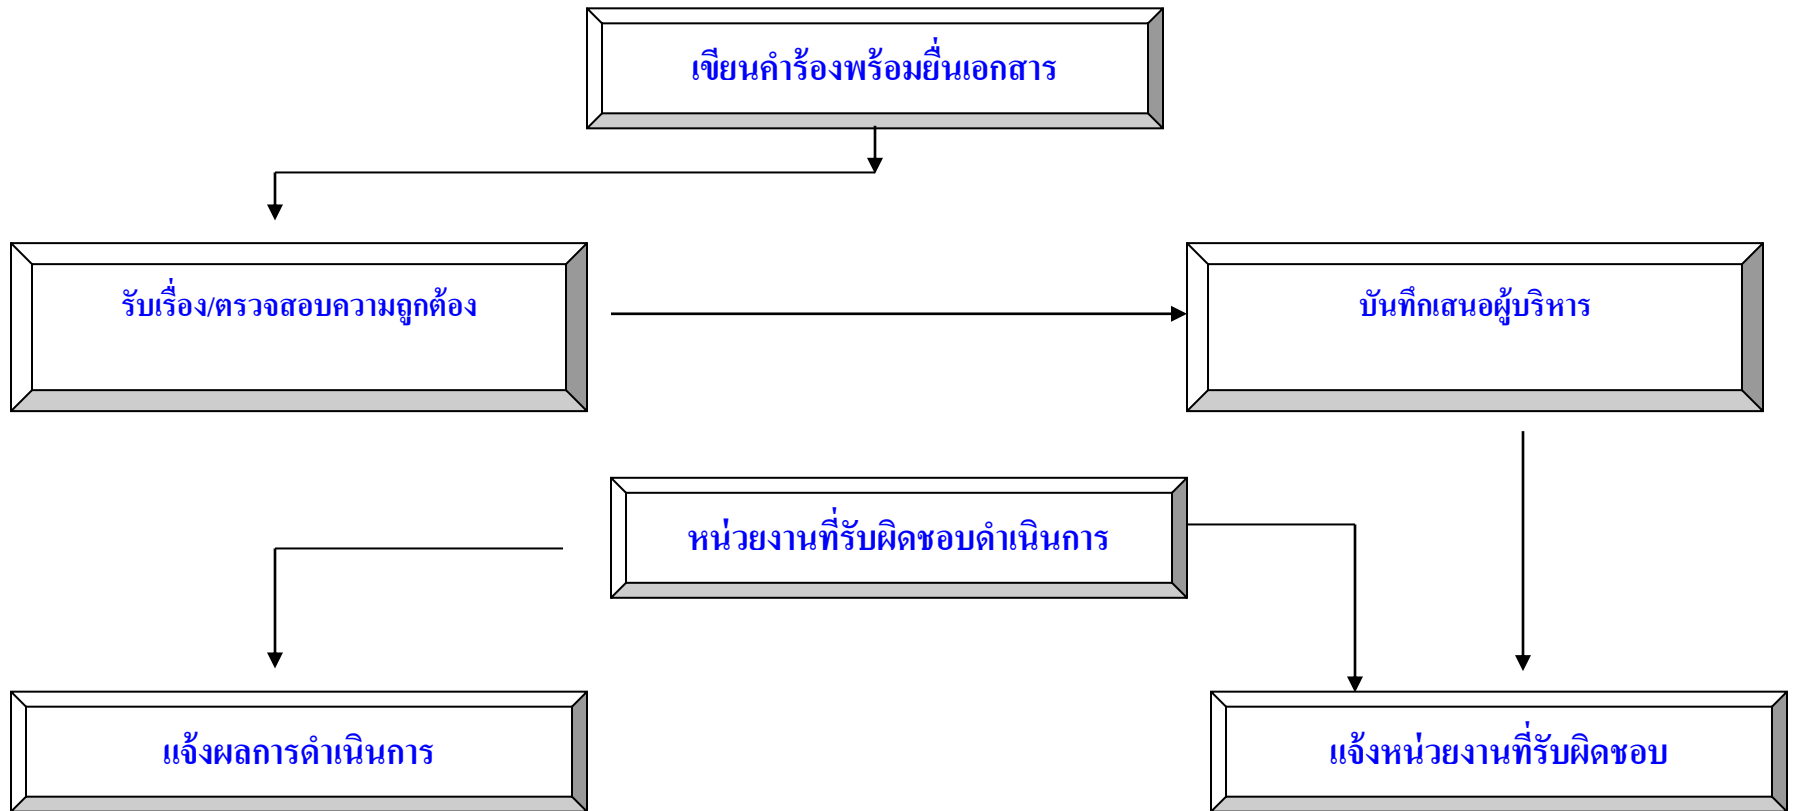 เขียนคำร้องพร้อมยื่นเอกสาร
รับเรื่อง/ตรวจสอบความถูกต้อง
บันทึกเสนอผู้บริหาร
หน่วยงานที่รับผิดชอบดำเนินการ
แจ้งผลการดำเนินการ
แจ้งหน่วยงานที่รับผิดชอบ